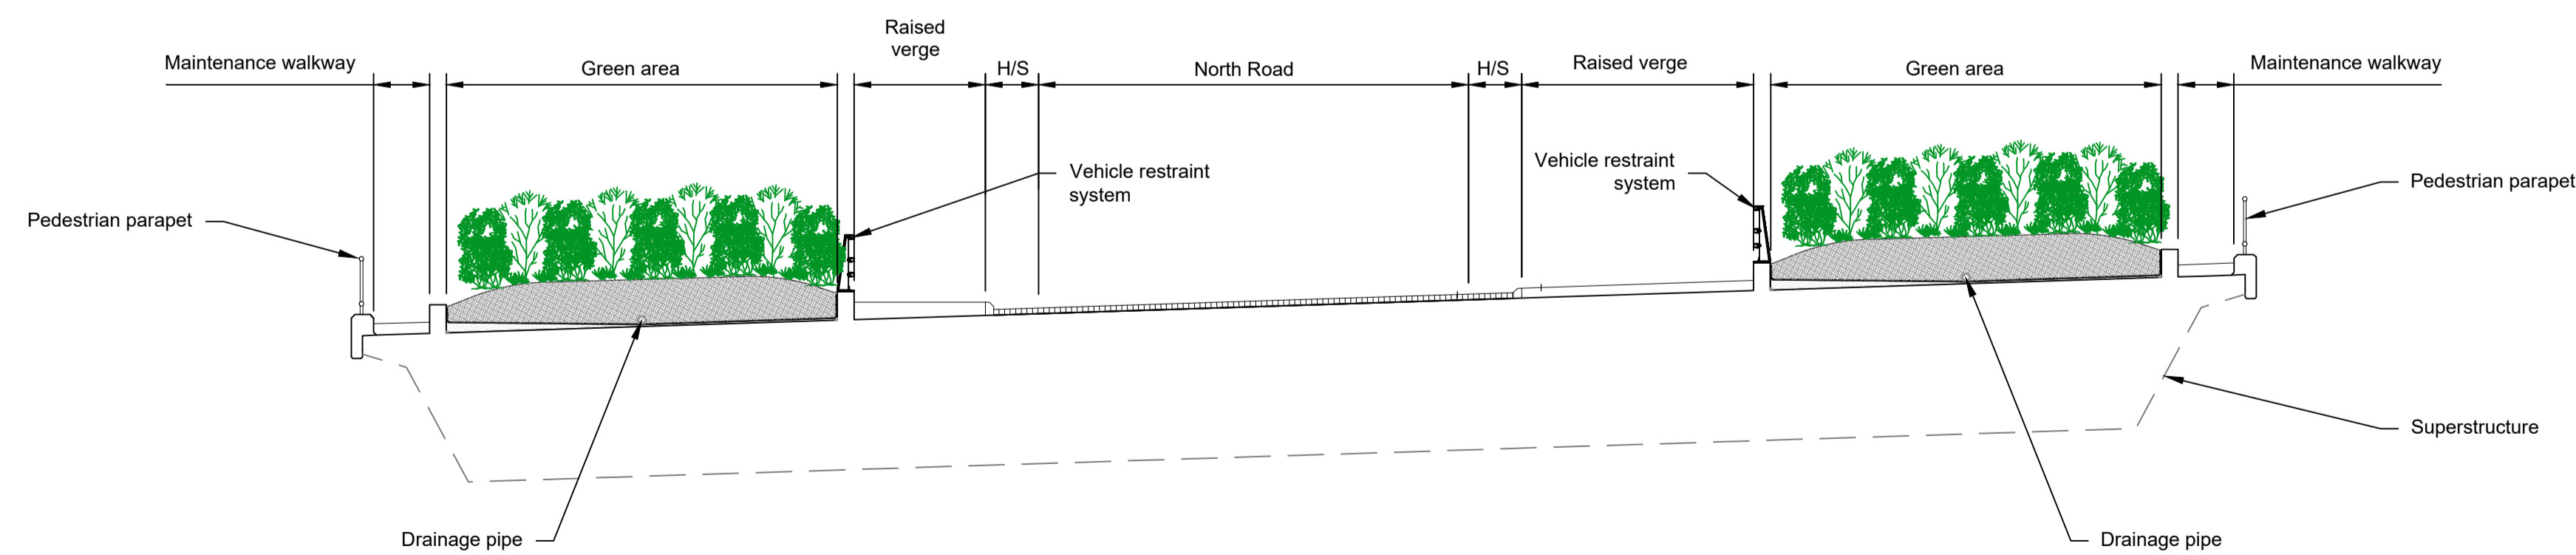 Raised
verge
Maintenance walkway
Green area
H/S
North Road
H/S
Raised verge
Green area
Maintenance walkway
Vehicle restraint
system
Vehicle restraint
system
Pedestrian parapet
Pedestrian parapet
Superstructure
Drainage pipe
Drainage pipe